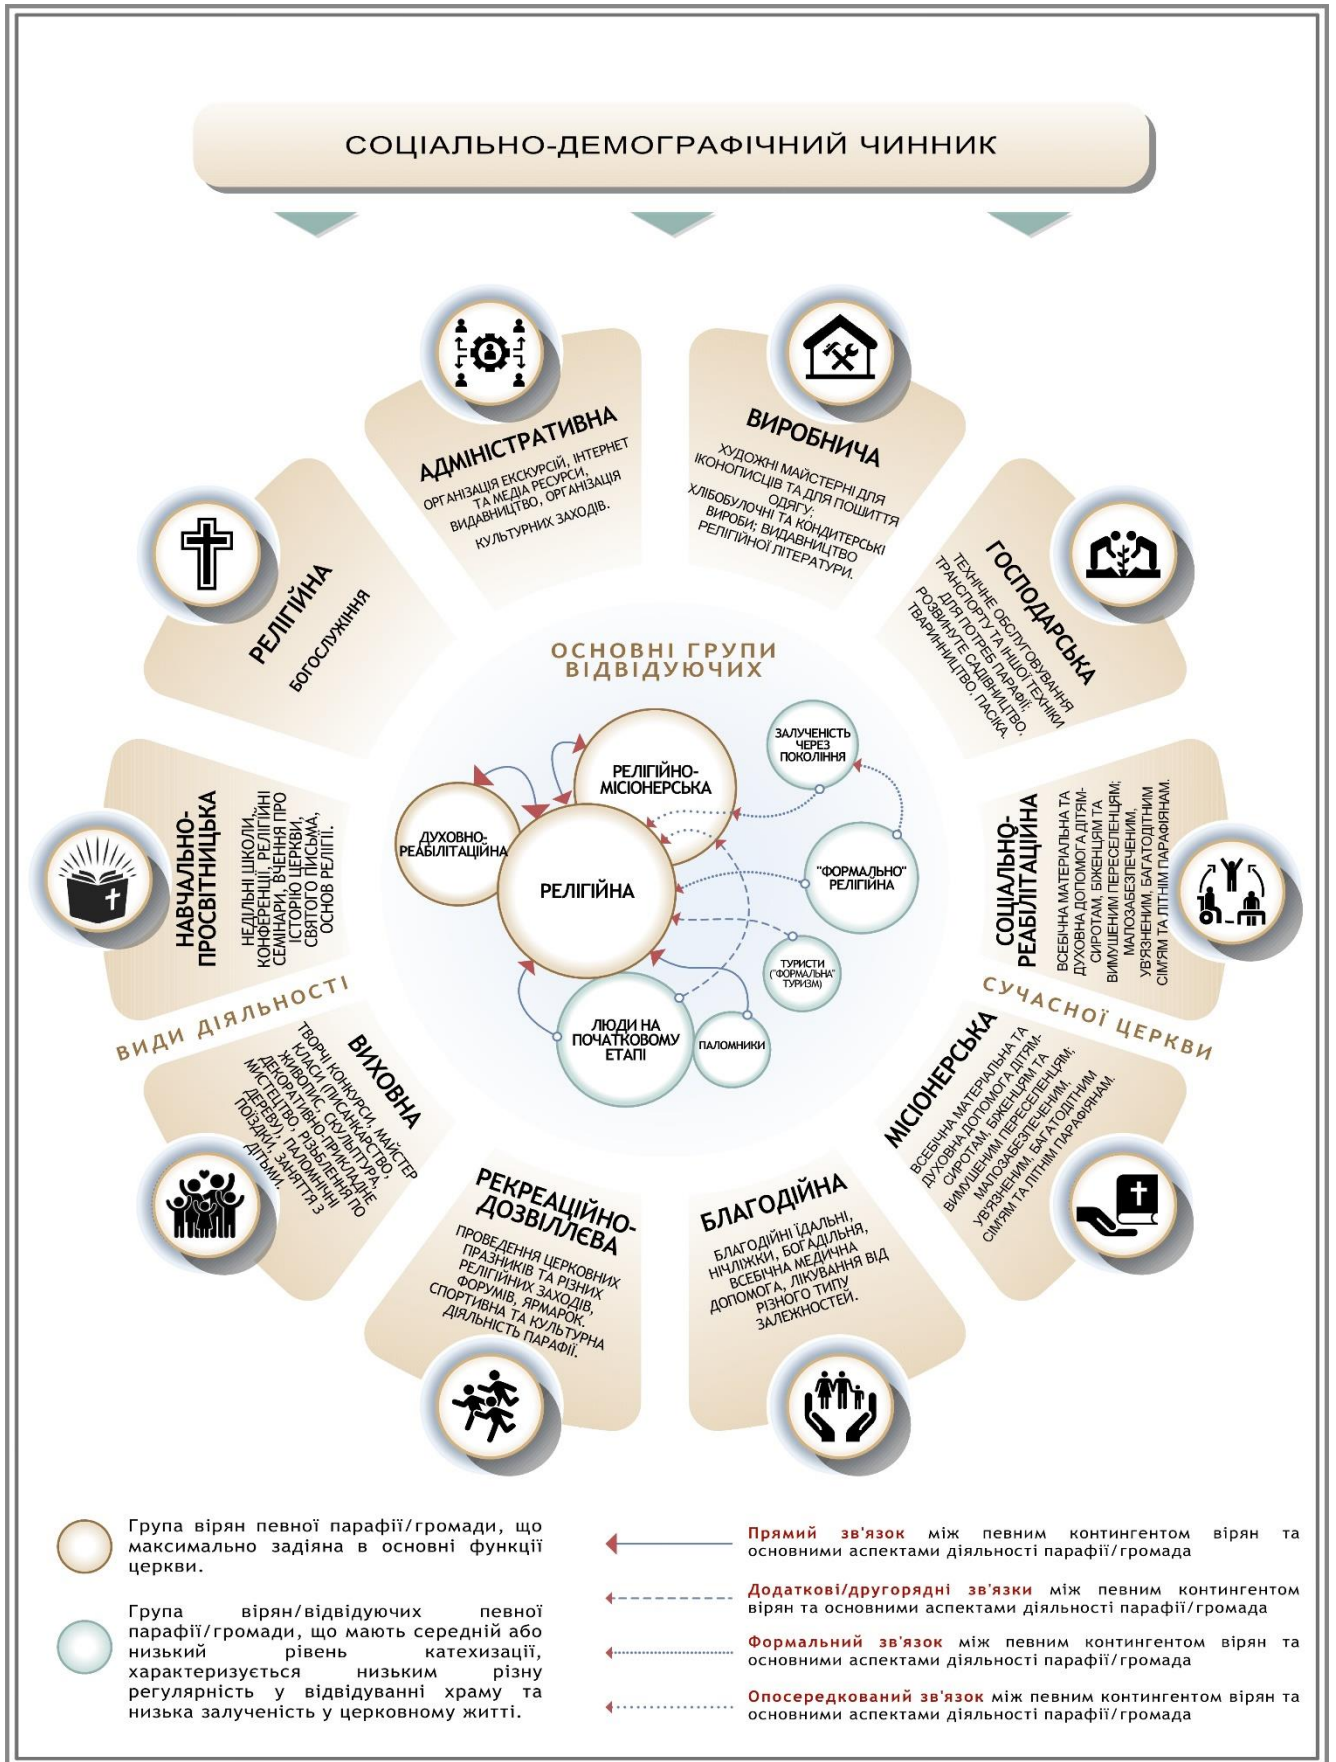 СОЦІАЛЬНО-ДЕМОГРАФІЧНИЙ ЧИННИК
АДМІНІСТРАТИВНА
ОРГАНІЗАЦІЯ ЕКСКУРСІЙ, ІНТЕРНЕТ
ТА МЕДІА РЕСУРСИ,
ВИДАВНИЦТВО, ОРГАНІЗАЦІЯ
КУЛЬТУРНИХ ЗАХОДІВ.
ВИРОБНИЧА
ХУДОЖНІ МАЙСТЕРНІ ДЛЯ
ІКОНОПИСЦІВ ТА ДЛЯ ПОШИТТЯ
ОДЯГУ;
ХЛІБОБУЛОЧНІ ТА КОНДИТЕРСЬКІ
ВИРОБИ; ВИДАВНИЦТВО
РЕЛІГІЙНОЇ ЛІТЕРАТУРИ.
ГОСПОДАРСЬКА
ТЕХНІЧНЕ ОБСЛУГОВУВАННЯ
ТРАНСПОРТУ ТА ІНШОЇ ТЕХНІКИ
ДЛЯ ПОТРЕБ ПАРАФІЇ;
РОЗВИНУТЕ САДІВНИЦТВО,
ТВАРИННИЦТВО, ПАСІКА.
СОЦІАЛЬНО-
РЕАБІЛІТАЦІЙНА
ВСЕБІЧНА МАТЕРІАЛЬНА ТА
ДУХОВНА ДОПОМОГА ДІТЯМ-
СИРОТАМ, БІЖЕНЦЯМ ТА
ВИМУШЕНИМ ПЕРЕСЕЛЕНЦЯМ;
МАЛОЗАБЕЗПЕЧЕНИМ,
УВ'ЯЗНЕНИМ, БАГАТОДІТНИМ
СІМ'ЯМ ТА ЛІТНІМ ПАРАФІЯНАМ.
МІСІОНЕРСЬКА
ВСЕБІЧНА МАТЕРІАЛЬНА ТА
ДУХОВНА ДОПОМОГА ДІТЯМ-
СИРОТАМ, БІЖЕНЦЯМ ТА
ВИМУШЕНИМ ПЕРЕСЕЛЕНЦЯМ;
МАЛОЗАБЕЗПЕЧЕНИМ,
УВ'ЯЗНЕНИМ, БАГАТОДІТНИМ
СІМ'ЯМ ТА ЛІТНІМ ПАРАФІЯНАМ.
БЛАГОДІЙНА
БЛАГОДІЙНІ ЇДАЛЬНІ,
НІЧЛІЖКИ, БОГАДІЛЬНЯ,
ВСЕБІЧНА МЕДИЧНА
ДОПОМОГА, ЛІКУВАННЯ ВІД
РІЗНОГО ТИПУ
ЗАЛЕЖНОСТЕЙ.
РЕКРЕАЦІЙНО-
ДОЗВІЛЛЄВА
ПРОВЕДЕННЯ ЦЕРКОВНИХ
ПРАЗНИКІВ ТА РІЗНИХ
РЕЛІГІЙНИХ ЗАХОДІВ,
ФОРУМІВ, ЯРМАРОК.
СПОРТИВНА ТА КУЛЬТУРНА
ДІЯЛЬНІСТЬ ПАРАФІЇ.
ВИХОВНА
ТВОРЧІ КОНКУРСИ, МАЙСТЕР
КЛАСИ (ПИСАНКАРСТВО,
ЖИВОПИС, СКУЛЬПТУРА,
ДЕКОРАТИВНО-ПРИКЛАДНЕ
МИСТЕЦТВО, РІЗЬБЛЕННЯ ПО
ДЕРЕВУ), ПАЛОМНИЧНІ
ПОЇЗДКИ, ЗАНЯТТЯ З
ДІТЬМИ.
НАВЧАЛЬНО-
ПРОСВІТНИЦЬКА
НЕДІЛЬНІ ШКОЛИ,
КОНФЕРЕНЦІЇ, РЕЛІГІЙНІ
СЕМІНАРИ, ВЧЕННЯ ПРО
ІСТОРІЮ ЦЕРКВИ,
СВЯТОГО ПИСЬМА,
ОСНОВ РЕЛІГІЇ.
РЕЛІГІЙНА
БОГОСЛУЖІННЯ
ВИДИ ДІЯЛЬНОСТІ
СУЧАСНОЇ ЦЕРКВИ
ОСНОВНІ ГРУПИ
ВІДВІДУЮЧИХ
ЗАЛУЧЕНІСТЬ
ЧЕРЕЗ
ПОКОЛІННЯ
РЕЛІГІЙНО-
МІСІОНЕРСЬКА
ДУХОВНО-
РЕАБІЛІТАЦІЙНА
РЕЛІГІЙНА
"ФОРМАЛЬНО"
РЕЛІГІЙНА
ТУРИСТИ
("ФОРМАЛЬНА"
ТУРИЗМ)
ЛЮДИ НА
ПОЧАТКОВОМУ
ЕТАПІ
ПАЛОМНИКИ
Група вірян певної парафії/громади, що
максимально задіяна в основні функції
церкви.
Група вірян/відвідуючих певної
парафії/громади, що мають середній або
низький рівень катехизації,
характеризується низьким різну
регулярність у відвідуванні храму та
низька залученість у церковному житті.
Прямий зв'язок між певним контингентом вірян та
основними аспектами діяльності парафії/громада
Додаткові/другорядні зв'язки між певним контингентом
вірян та основними аспектами діяльності парафії/громада
Формальний зв'язок між певним контингентом вірян та
основними аспектами діяльності парафії/громада
Опосередкований зв'язок між певним контингентом вірян та
основними аспектами діяльності парафії/громада